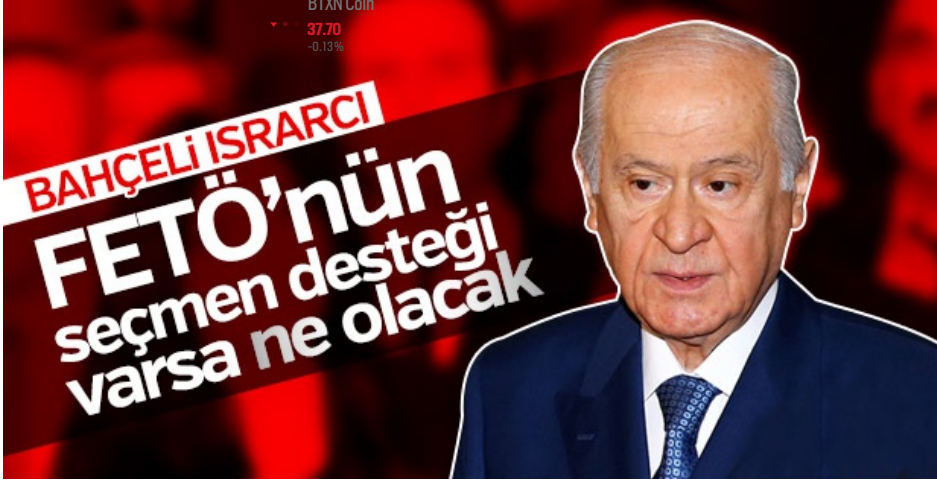 BTXN Coin
37.70
-0.13%
BAHÇELİ ISRARCI
FETÖ'nün
seçmen desteği
varsa ne olacak